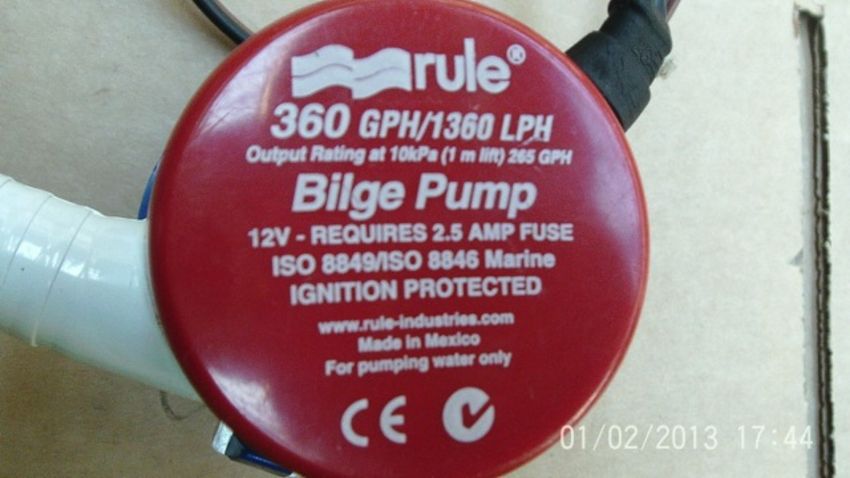 rule®
360 GPH/1360 LPH
Output Rating at 10kPa (1 m lift) 265 GPH
Bilge Pump
12V - REQUIRES 2.5 AMP FUSE
ISO 8849/ISO 8846 Marine
IGNITION PROTECTED
www.rule-industries.com
Made in Mexico
For pumping water only
CE
01/02/2013 17:44